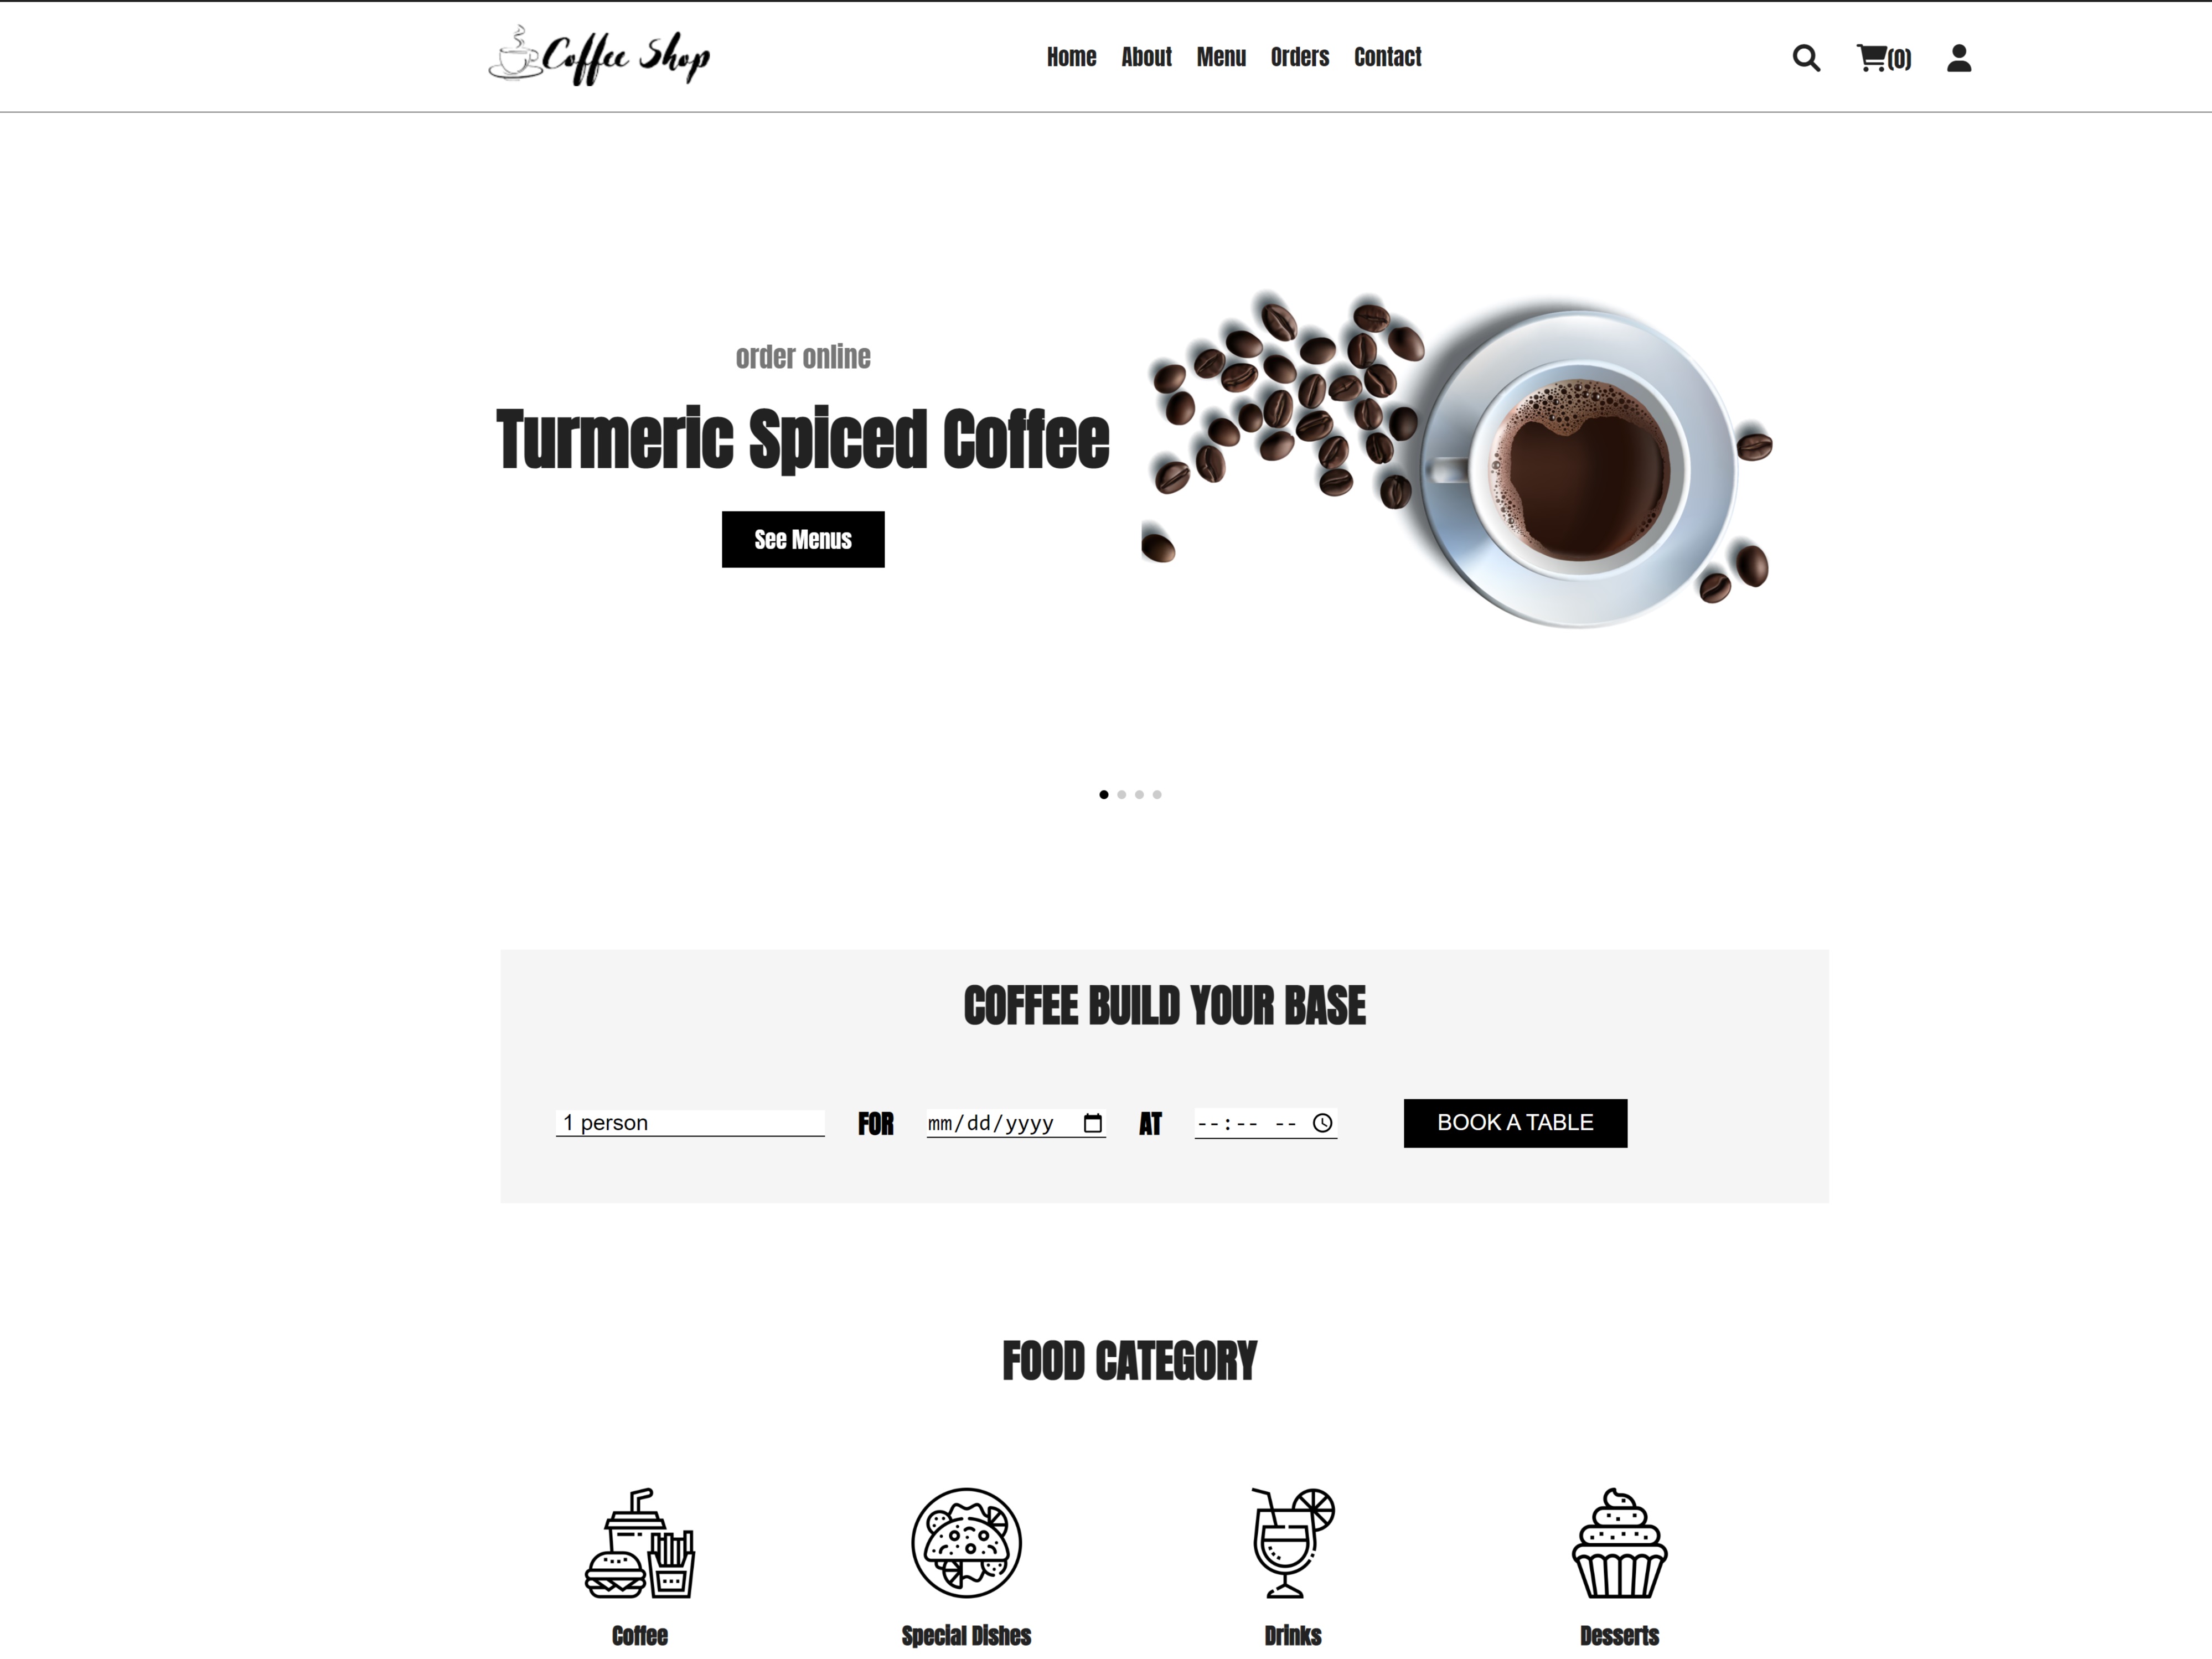 Coffee Shop
Home About Menu Orders Contact
(0)
order online
Turmeric Spiced Coffee
See Menus
COFFEE BUILD YOUR BASE
1 person FOR mm/dd/yyyy AT --:-- -- BOOK A TABLE
FOOD CATEGORY
Coffee Special Dishes Drinks Desserts